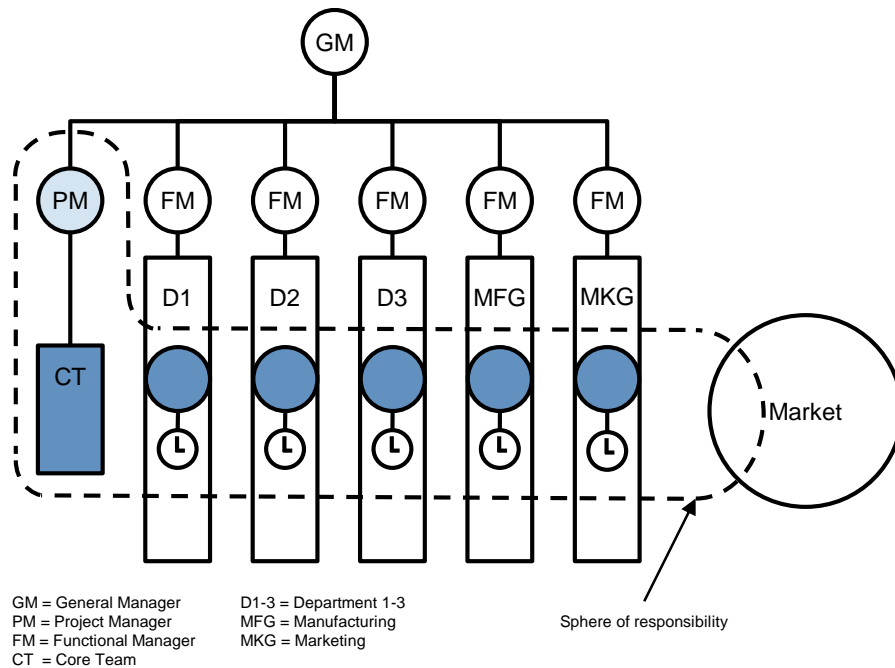 GM
PM FM FM FM FM FM
D1 D2 D3 MFG MKG
CT
Market
GM = General Manager
PM = Project Manager
FM = Functional Manager
CT = Core Team
D1-3 = Department 1-3
MFG = Manufacturing
MKG = Marketing
Sphere of responsibility